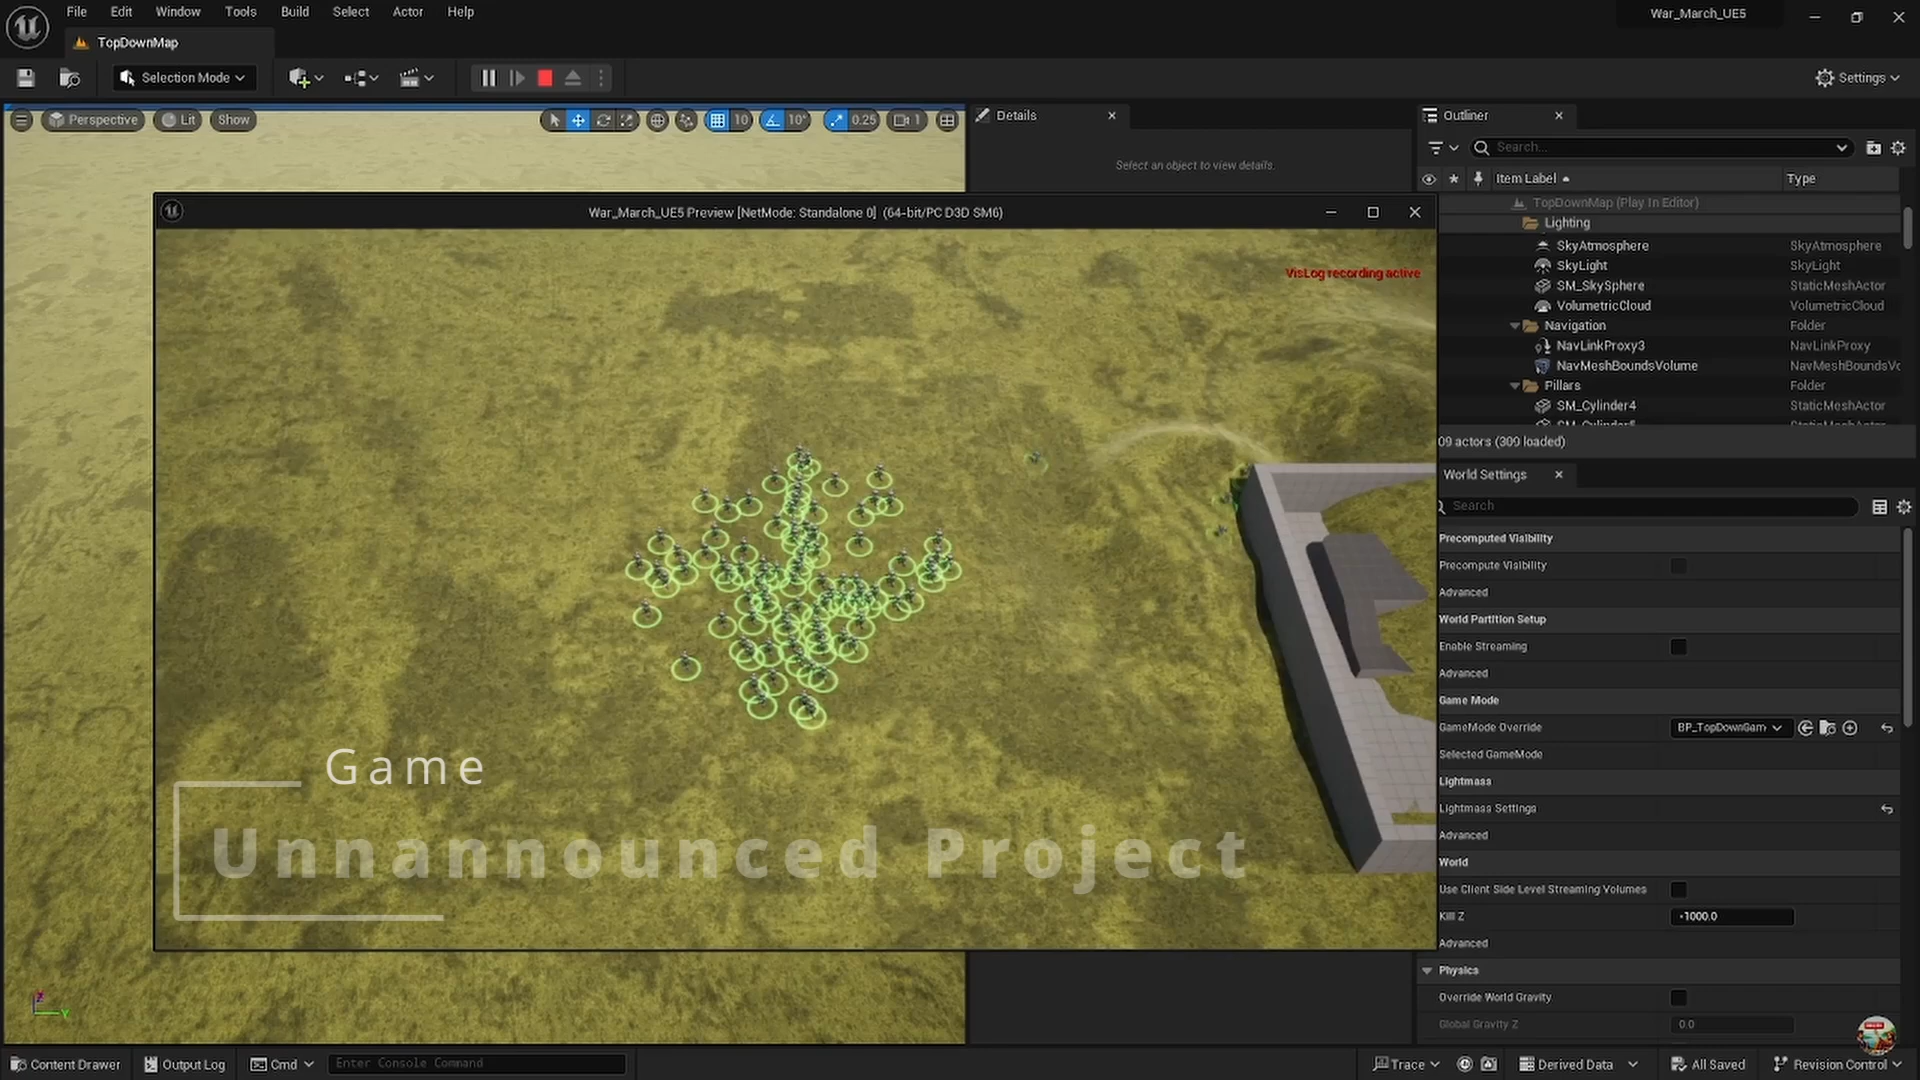 File Edit Window Tools Build Select Actor Help
War_March_UE5
TopDownMap
Selection Mode
Settings
Perspective
Lit
Show
10
10°
0.25
1
Details
Select an object to view details.
Outliner
Search...
Item Label
Type
TopDownMap (Play In Editor)
Lighting
SkyAtmosphere SkyAtmosphere
SkyLight SkyLight
SM_SkySphere StaticMeshActor
VolumetricCloud VolumetricCloud
Navigation Folder
NavLinkProxy3 NavLinkProxy
NavMeshBoundsVolume NavMeshBoundsVo
Pillars Folder
SM_Cylinder4 StaticMeshActor
09 actors (309 loaded)
War_March_UE5 Preview [NetMode: Standalone 0] (64-bit/PC D3D SM6)
VisLog recording active
Game
Unnannounced Project
World Settings
Search
Precomputed Visibility
Precompute Visibility
Advanced
World Partition Setup
Enable Streaming
Advanced
Game Mode
GameMode Override BP_TopDownGam
Selected GameMode
Lightmass
Lightmass Settings
Advanced
World
Use Client Side Level Streaming Volumes
Kill Z -1000.0
Advanced
Physics
Override World Gravity
Global Gravity Z 0.0
Z
Y
Content Drawer
Output Log
Cmd
Enter Console Command
Trace
Derived Data
All Saved
Revision Control